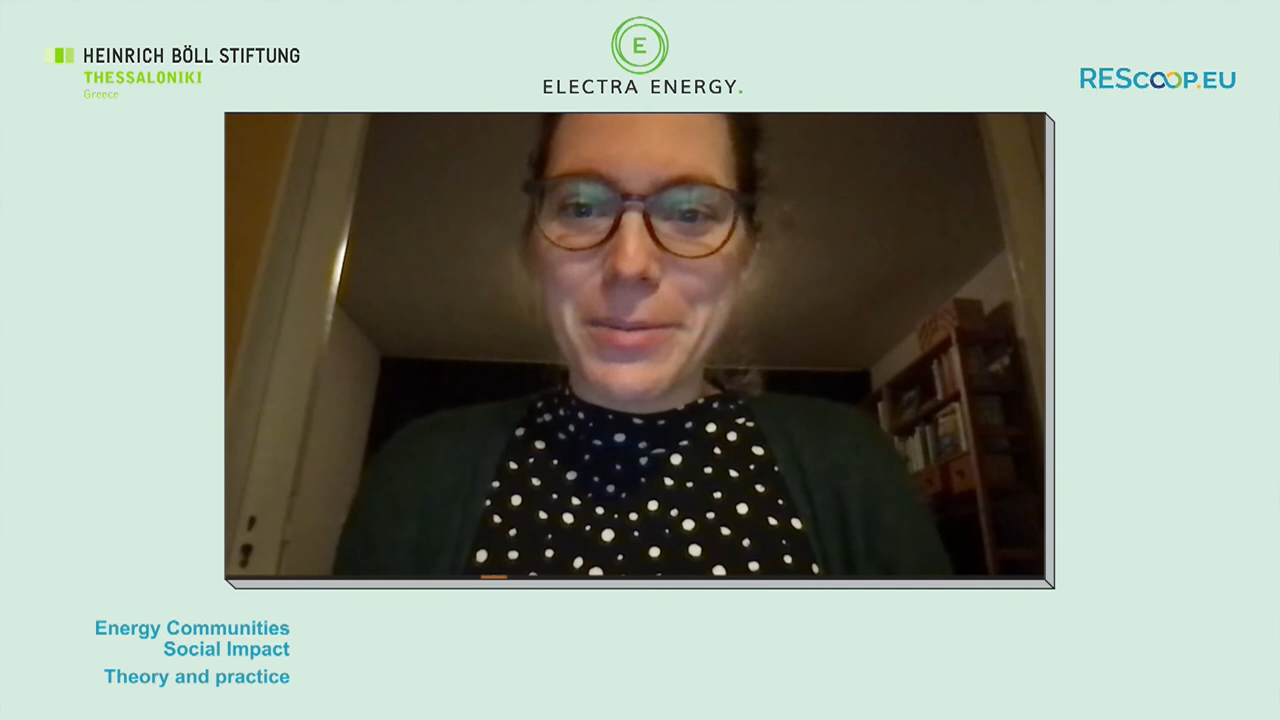 HEINRICH BÖLL STIFTUNG
THESSALONIKI
Greece
E
ELECTRA ENERGY.
REScoop.EU
Energy Communities
Social Impact
Theory and practice